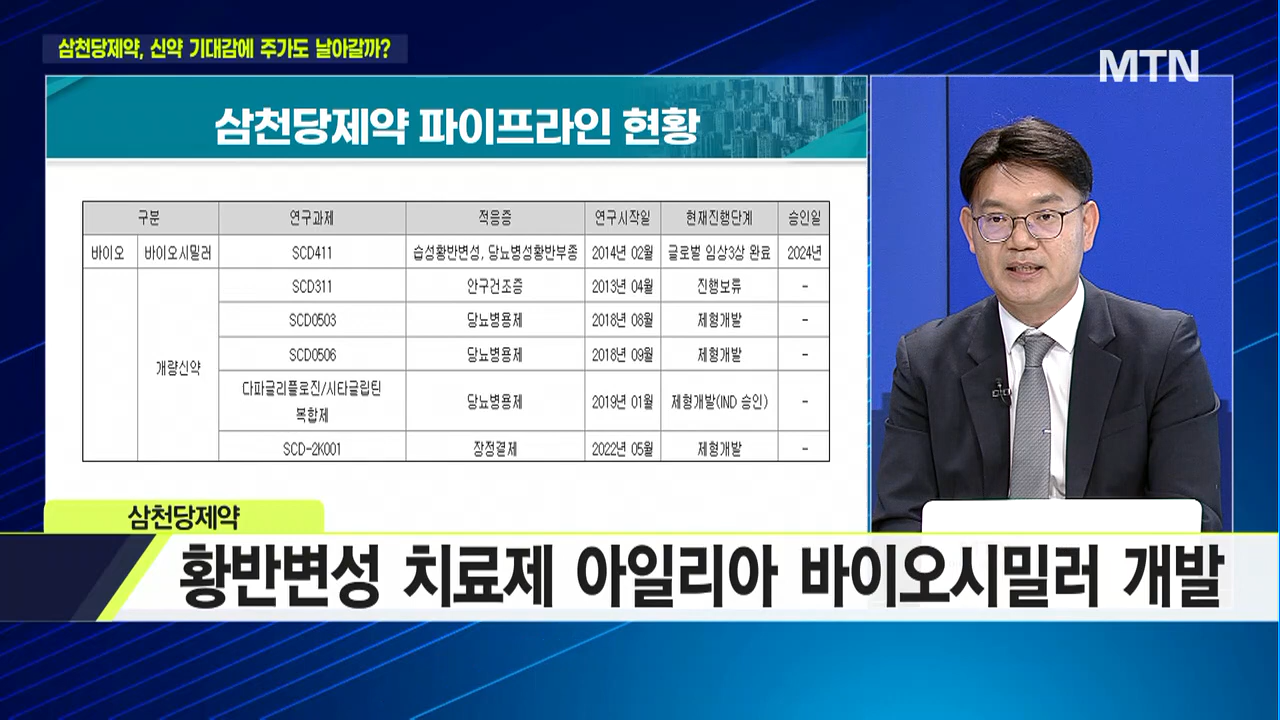 삼천당제약, 신약 기대감에 주가도 날아갈까?
MTN
삼천당제약 파이프라인 현황
구분 연구과제 적응증 연구시작일 현재진행단계 승인일
바이오 바이오시밀러 SCD411 습성황반변성, 당뇨병성황반부종 2014년 02월 글로벌 임상3상 완료 2024년
개량신약
SCD311 안구건조증 2013년 04월 진행보류 -
SCD0503 당뇨병용제 2018년 08월 제형개발 -
SCD0506 당뇨병용제 2018년 09월 제형개발 -
다파글리플로진/시타글립틴
복합제 당뇨병용제 2019년 01월 제형개발(IND 승인) -
SCD-2K001 장정결제 2022년 05월 제형개발 -
삼천당제약
황반변성 치료제 아일리아 바이오시밀러 개발